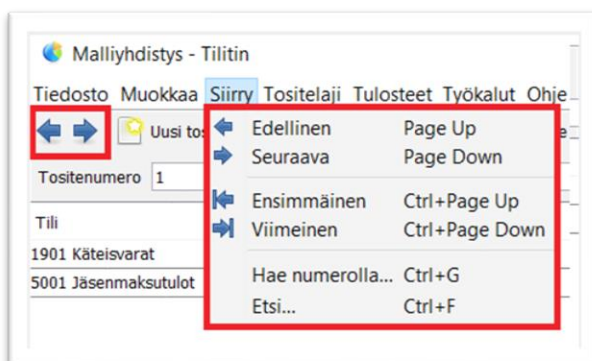 Malliyhdistys - Tilitin
Tiedosto Muokkaa Siirry Tositelaji Tulosteet Työkalut Ohje
Uusi tos
Edellinen Page Up
Seuraava Page Down
Tositenumero 1
Ensimmäinen Ctrl+Page Up
Tili
Viimeinen Ctrl+Page Down
1901 Käteisvarat
Hae numerolla... Ctrl+G
5001 Jäsenmaksutulot
Etsi... Ctrl+F